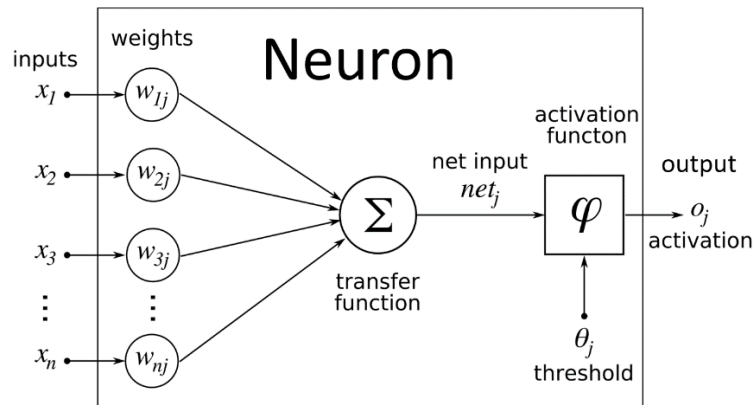 Neuron
weights
inputs
x₁
w₁ⱼ
x₂
w₂ⱼ
x₃
w₃ⱼ
⋮
⋮
xₙ
wₙⱼ
Σ
transfer
function
net input
netⱼ
activation
functon
φ
θⱼ
threshold
output
oⱼ
activation